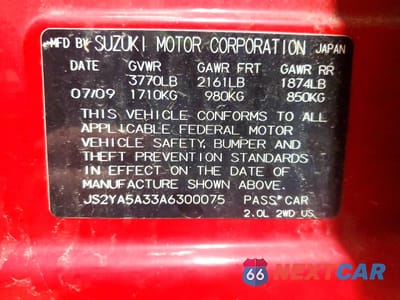 MFD BY SUZUKI MOTOR CORPORATION JAPAN
DATE GVWR GAWR FRT GAWR RR
3770LB 2161LB 1874LB
07/09 1710KG 980KG 850KG
THIS VEHICLE CONFORMS TO ALL
APPLICABLE FEDERAL MOTOR
VEHICLE SAFETY, BUMPER AND
THEFT PREVENTION STANDARDS
IN EFFECT ON THE DATE OF
MANUFACTURE SHOWN ABOVE.
JS2YA5A33A6300075 PASS*CAR
2.0L 2WD US
66 NEXTCAR